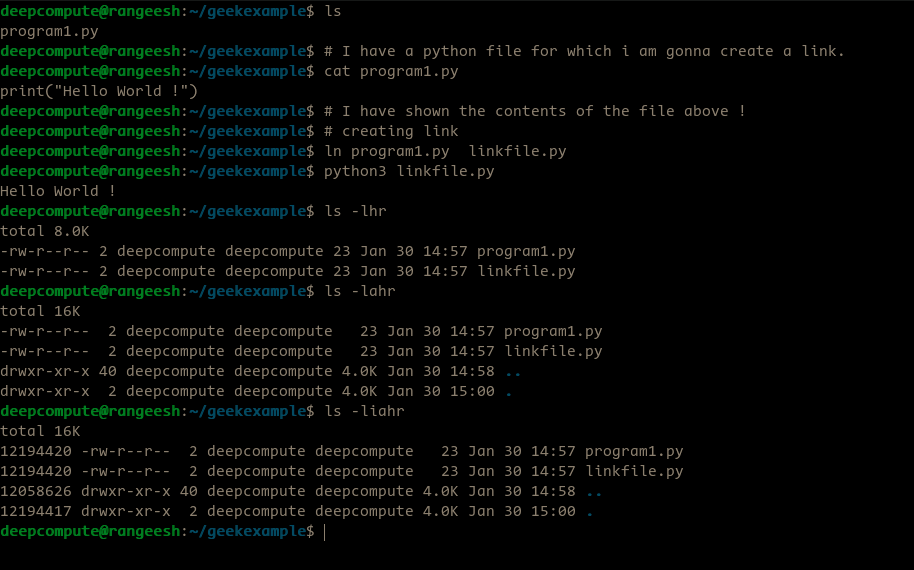 deepcompute@rangeesh:~/geekexample$ ls
program1.py
deepcompute@rangeesh:~/geekexample$ # I have a python file for which i am gonna create a link.
deepcompute@rangeesh:~/geekexample$ cat program1.py
print("Hello World !")
deepcompute@rangeesh:~/geekexample$ # I have shown the contents of the file above !
deepcompute@rangeesh:~/geekexample$ # creating link
deepcompute@rangeesh:~/geekexample$ ln program1.py  linkfile.py
deepcompute@rangeesh:~/geekexample$ python3 linkfile.py
Hello World !
deepcompute@rangeesh:~/geekexample$ ls -lhr
total 8.0K
-rw-r--r-- 2 deepcompute deepcompute 23 Jan 30 14:57 program1.py
-rw-r--r-- 2 deepcompute deepcompute 23 Jan 30 14:57 linkfile.py
deepcompute@rangeesh:~/geekexample$ ls -lahr
total 16K
-rw-r--r--  2 deepcompute deepcompute   23 Jan 30 14:57 program1.py
-rw-r--r--  2 deepcompute deepcompute   23 Jan 30 14:57 linkfile.py
drwxr-xr-x 40 deepcompute deepcompute 4.0K Jan 30 14:58 ..
drwxr-xr-x  2 deepcompute deepcompute 4.0K Jan 30 15:00 .
deepcompute@rangeesh:~/geekexample$ ls -liahr
total 16K
12194420 -rw-r--r--  2 deepcompute deepcompute   23 Jan 30 14:57 program1.py
12194420 -rw-r--r--  2 deepcompute deepcompute   23 Jan 30 14:57 linkfile.py
12058626 drwxr-xr-x 40 deepcompute deepcompute 4.0K Jan 30 14:58 ..
12194417 drwxr-xr-x  2 deepcompute deepcompute 4.0K Jan 30 15:00 .
deepcompute@rangeesh:~/geekexample$